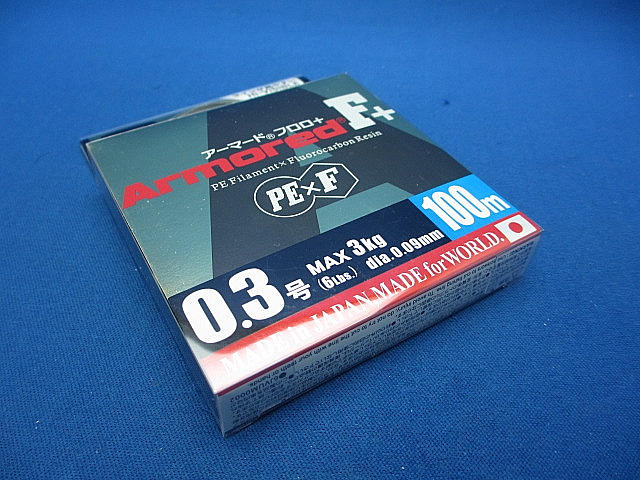 アーマード®フロロ+
Armored® F+
PE Filament×Fluorocarbon Resin
PE×F
0.3号
MAX 3kg
(6Lbs.)
dia.0.09mm
100m
MADE in JAPAN.MADE for WORLD.